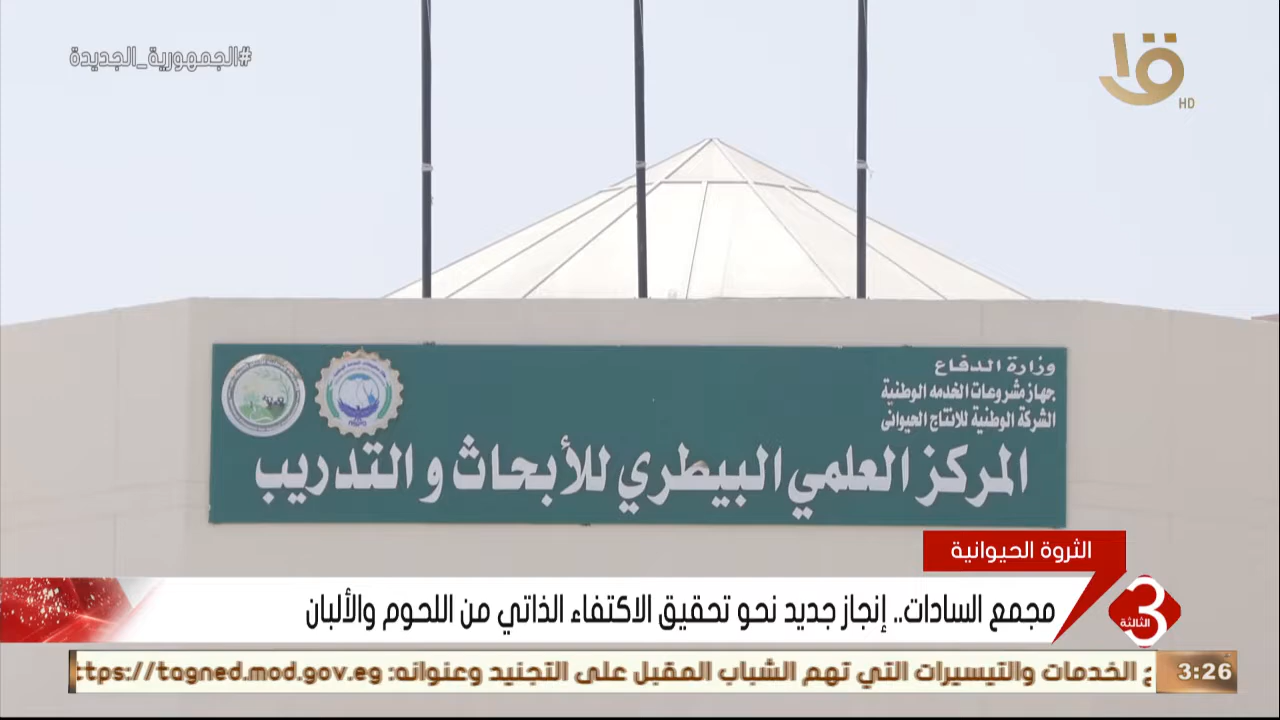 #الجمهورية_الجديدة
HD
وزارة الدفاع
جهاز مشروعات الخدمه الوطنية
الشركة الوطنية للانتاج الحيوانى
المركز العلمي البيطري للأبحاث و التدريب
الثروة الحيوانية
مجمع السادات.. إنجاز جديد نحو تحقيق الاكتفاء الذاتي من اللحوم والألبان
3
الثالثة
الخدمات والتيسيرات التي تهم الشباب المقبل على التجنيد وعنوانه: ttps://tagned.mod.gov.eg
3:26